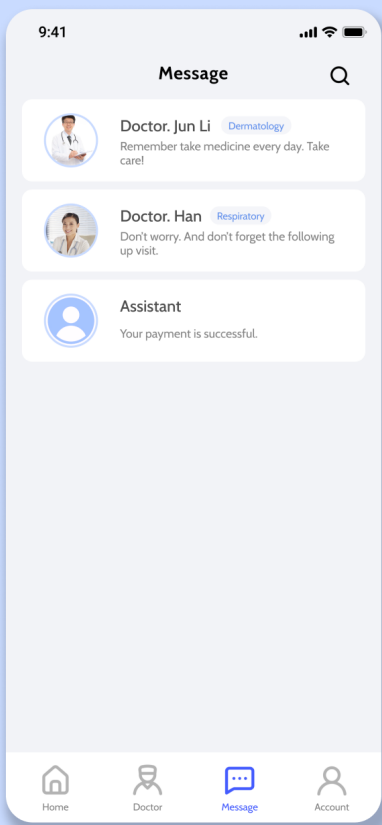 9:41
Message
Doctor. Jun Li Dermatology
Remember take medicine every day. Take
care!
Doctor. Han Respiratory
Don't worry. And don't forget the following
up visit.
Assistant
Your payment is successful.
Home Doctor Message Account